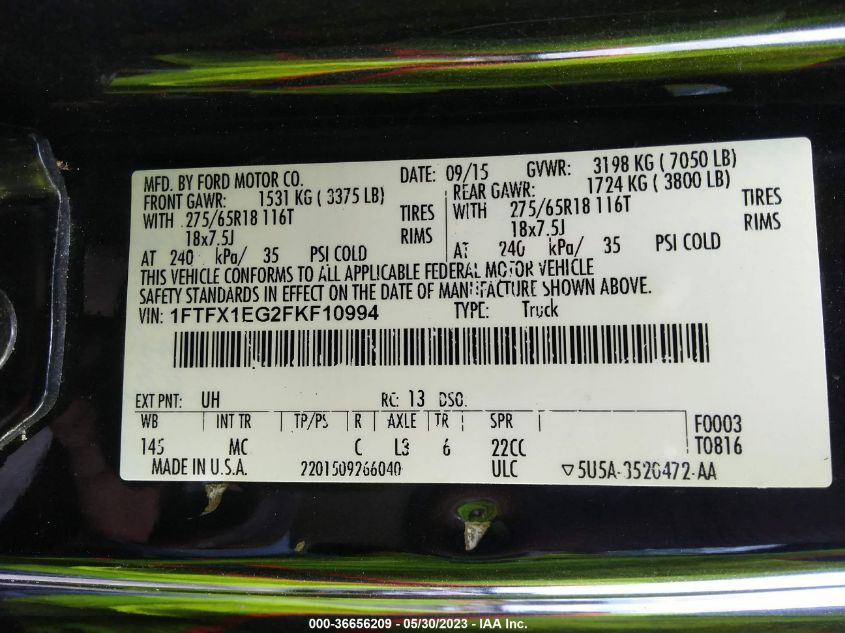 MFD. BY FORD MOTOR CO. DATE: 09/15 GVWR: 3198 KG ( 7050 LB)
FRONT GAWR: 1531 KG ( 3375 LB) REAR GAWR: 1724 KG ( 3800 LB)
WITH 275/65R18 116T TIRES WITH 275/65R18 116T TIRES
18x7.5J RIMS 18x7.5J RIMS
AT 240 kPa/ 35 PSI COLD AT 240 kPa/ 35 PSI COLD
THIS VEHICLE CONFORMS TO ALL APPLICABLE FEDERAL MOTOR VEHICLE
SAFETY STANDARDS IN EFFECT ON THE DATE OF MANUFACTURE SHOWN ABOVE.
VIN: 1FTFX1EG2FKF10994 TYPE: Truck
EXT PNT: UH RC: 13 DSO:
WB INT TR TP/PS R AXLE TR SPR F0003
145 MC C L3 6 22CC T0816
MADE IN U.S.A. 2201509266040 ULC ▽5U5A-3520472-AA
000-36656209 - 05/30/2023 - IAA Inc.